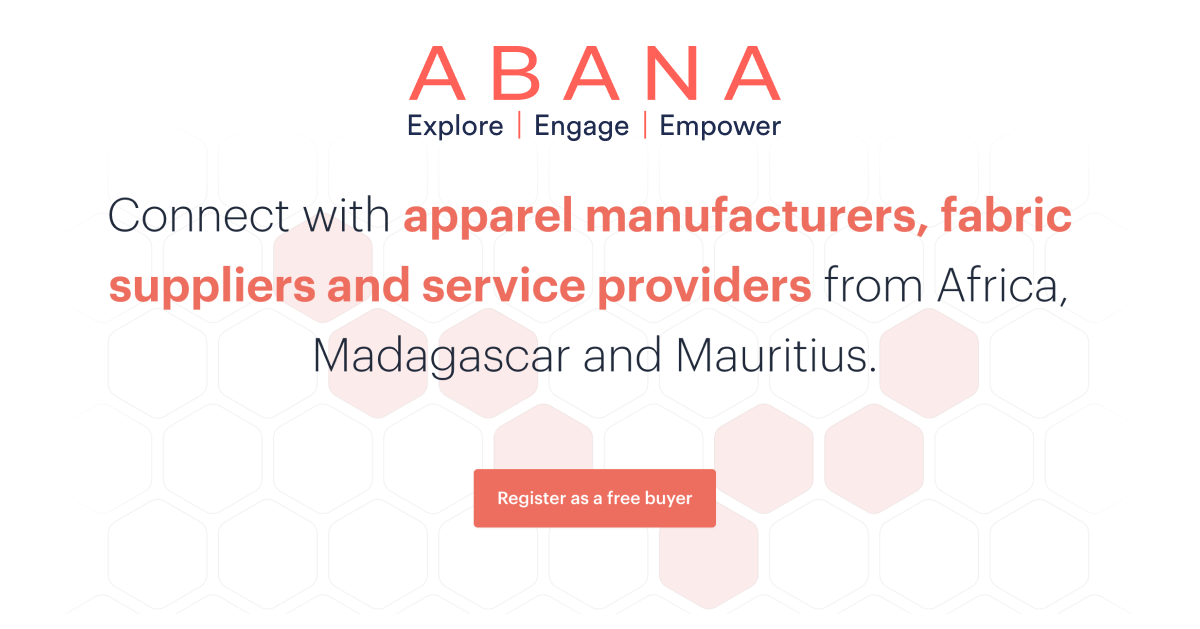 ABANA
Explore | Engage | Empower
Connect with apparel manufacturers, fabric
suppliers and service providers from Africa,
Madagascar and Mauritius.
Register as a free buyer